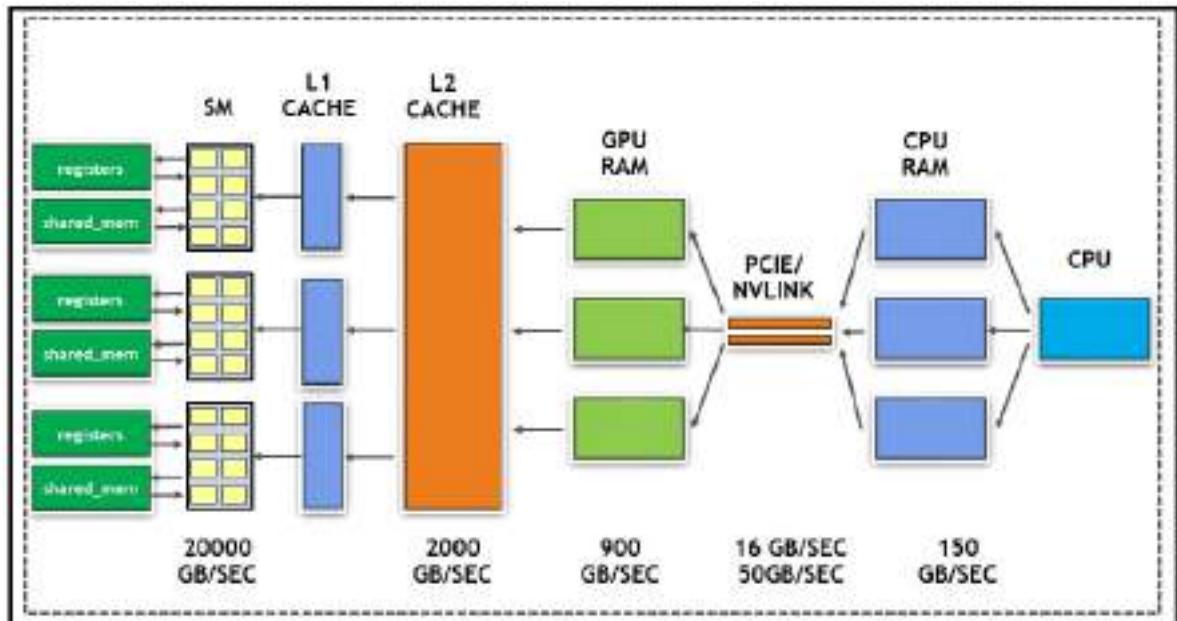 SM
L1
CACHE
L2
CACHE
GPU
RAM
PCIE/
NVLINK
CPU
RAM
CPU
registers
shared_mem
registers
shared_mem
registers
shared_mem
20000
GB/SEC
2000
GB/SEC
900
GB/SEC
16 GB/SEC
50GB/SEC
150
GB/SEC